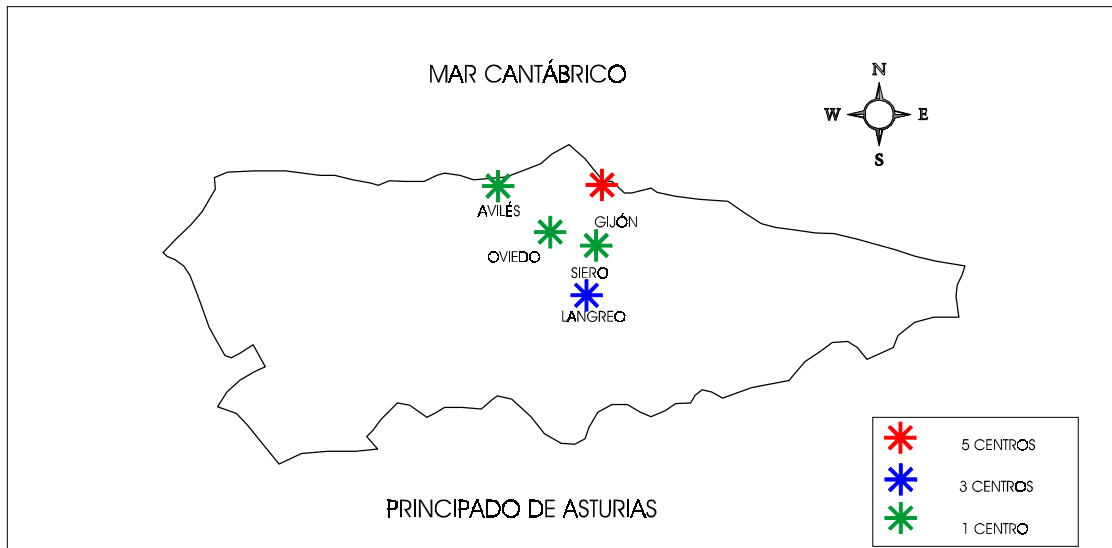 MAR CANTÁBRICO
N
W E
S
AVILÉS
GIJÓN
OVIEDO
SIERO
LANGREO
5 CENTROS
3 CENTROS
PRINCIPADO DE ASTURIAS
1 CENTRO